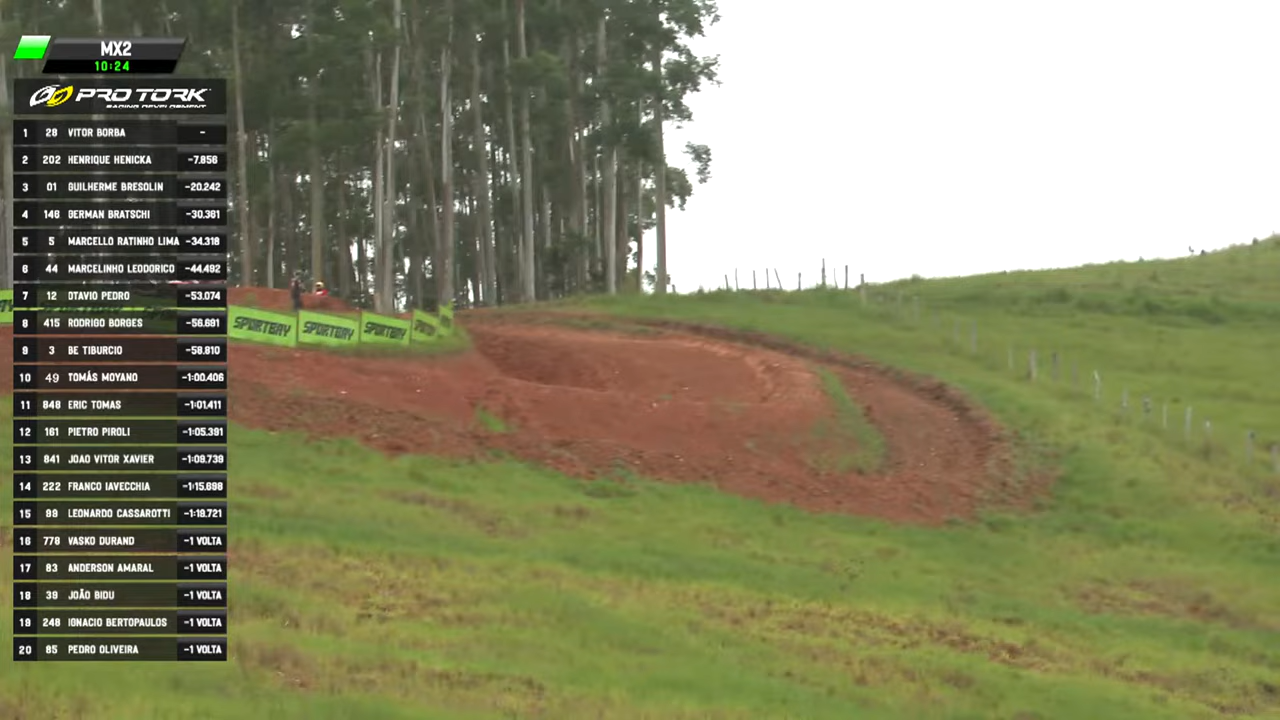 MX2
10:24
PRO TORK
RACING DEVELOPMENT
1 28 VITOR BORBA -
2 202 HENRIQUE HENICKA -7.856
3 01 GUILHERME BRESOLIN -20.242
4 146 GERMAN BRATSCHI -30.361
5 5 MARCELLO RATINHO LIMA -34.318
6 44 MARCELINHO LEODORICO -44.492
7 12 OTAVIO PEDRO -53.074
8 415 RODRIGO BORGES -56.691
9 3 BE TIBURCIO -58.810
10 49 TOMÁS MOYANO -1:00.406
11 848 ERIC TOMAS -1:01.411
12 161 PIETRO PIROLI -1:05.391
13 841 JOAO VITOR XAVIER -1:09.739
14 222 FRANCO IAVECCHIA -1:15.698
15 99 LEONARDO CASSAROTTI -1:19.721
16 778 VASKO DURAND -1 VOLTA
17 83 ANDERSON AMARAL -1 VOLTA
18 39 JOÃO BIDU -1 VOLTA
19 248 IGNACIO BERTOPAULOS -1 VOLTA
20 85 PEDRO OLIVEIRA -1 VOLTA
SPORTBAY SPORTBAY SPORTBAY